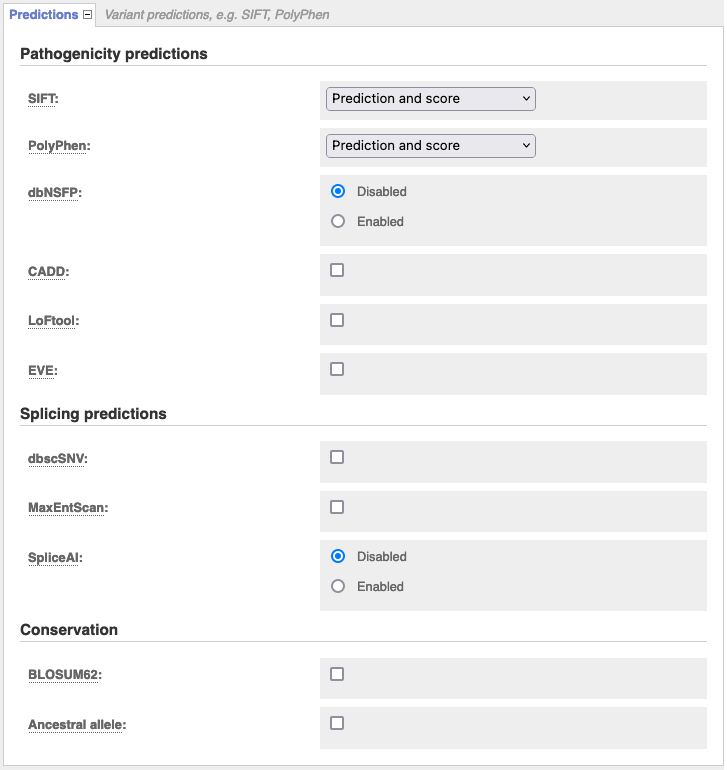 Predictions Variant predictions, e.g. SIFT, PolyPhen
Pathogenicity predictions
SIFT: Prediction and score
PolyPhen: Prediction and score
dbNSFP: Disabled
Enabled
CADD:
LoFtool:
EVE:
Splicing predictions
dbscSNV:
MaxEntScan:
SpliceAI: Disabled
Enabled
Conservation
BLOSUM62:
Ancestral allele: